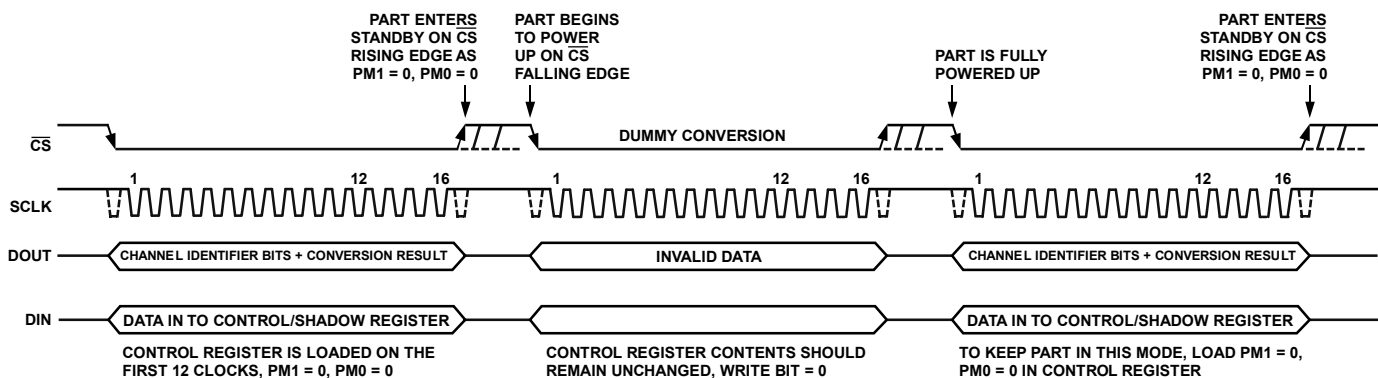 PART ENTERS
STANDBY ON CS
RISING EDGE AS
PM1 = 0, PM0 = 0
PART BEGINS
TO POWER
UP ON CS
FALLING EDGE
PART IS FULLY
POWERED UP
PART ENTERS
STANDBY ON CS
RISING EDGE AS
PM1 = 0, PM0 = 0
CS
DUMMY CONVERSION
SCLK
1 12 16 1 12 16 1 12 16
DOUT
CHANNEL IDENTIFIER BITS + CONVERSION RESULT
INVALID DATA
CHANNEL IDENTIFIER BITS + CONVERSION RESULT
DIN
DATA IN TO CONTROL/SHADOW REGISTER
DATA IN TO CONTROL/SHADOW REGISTER
CONTROL REGISTER IS LOADED ON THE
FIRST 12 CLOCKS, PM1 = 0, PM0 = 0
CONTROL REGISTER CONTENTS SHOULD
REMAIN UNCHANGED, WRITE BIT = 0
TO KEEP PART IN THIS MODE, LOAD PM1 = 0,
PM0 = 0 IN CONTROL REGISTER